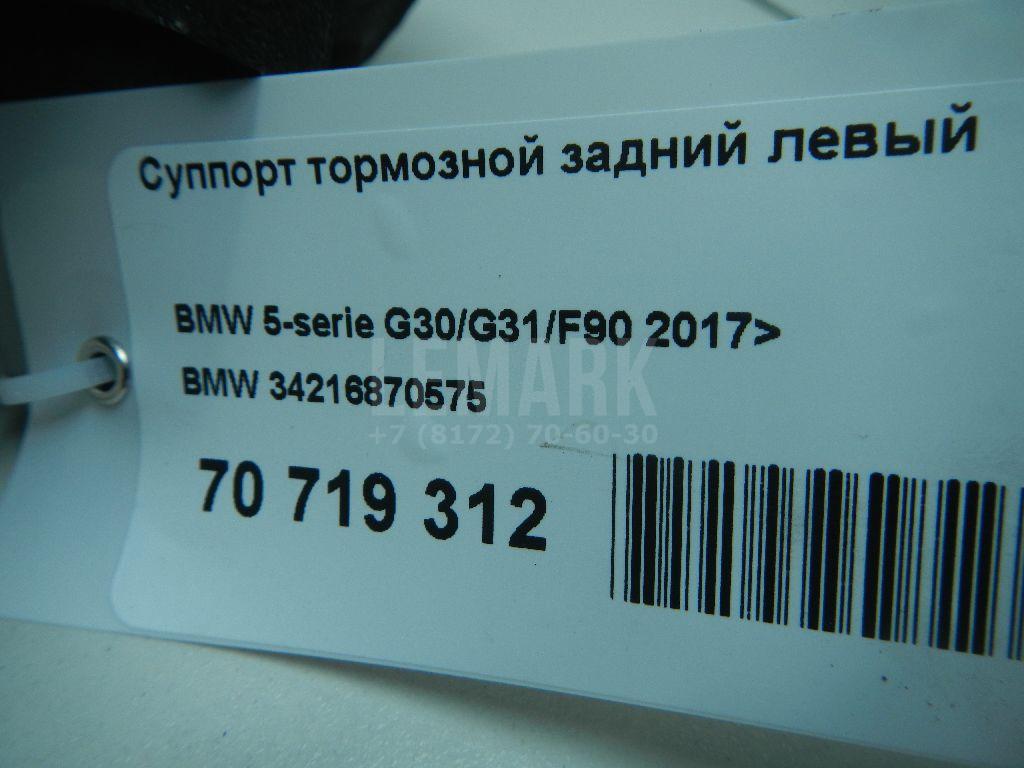 Суппорт тормозной задний левый
BMW 5-serie G30/G31/F90 2017>
BMW 34216870575
LEMARK
+7 (8172) 70-60-30
70 719 312